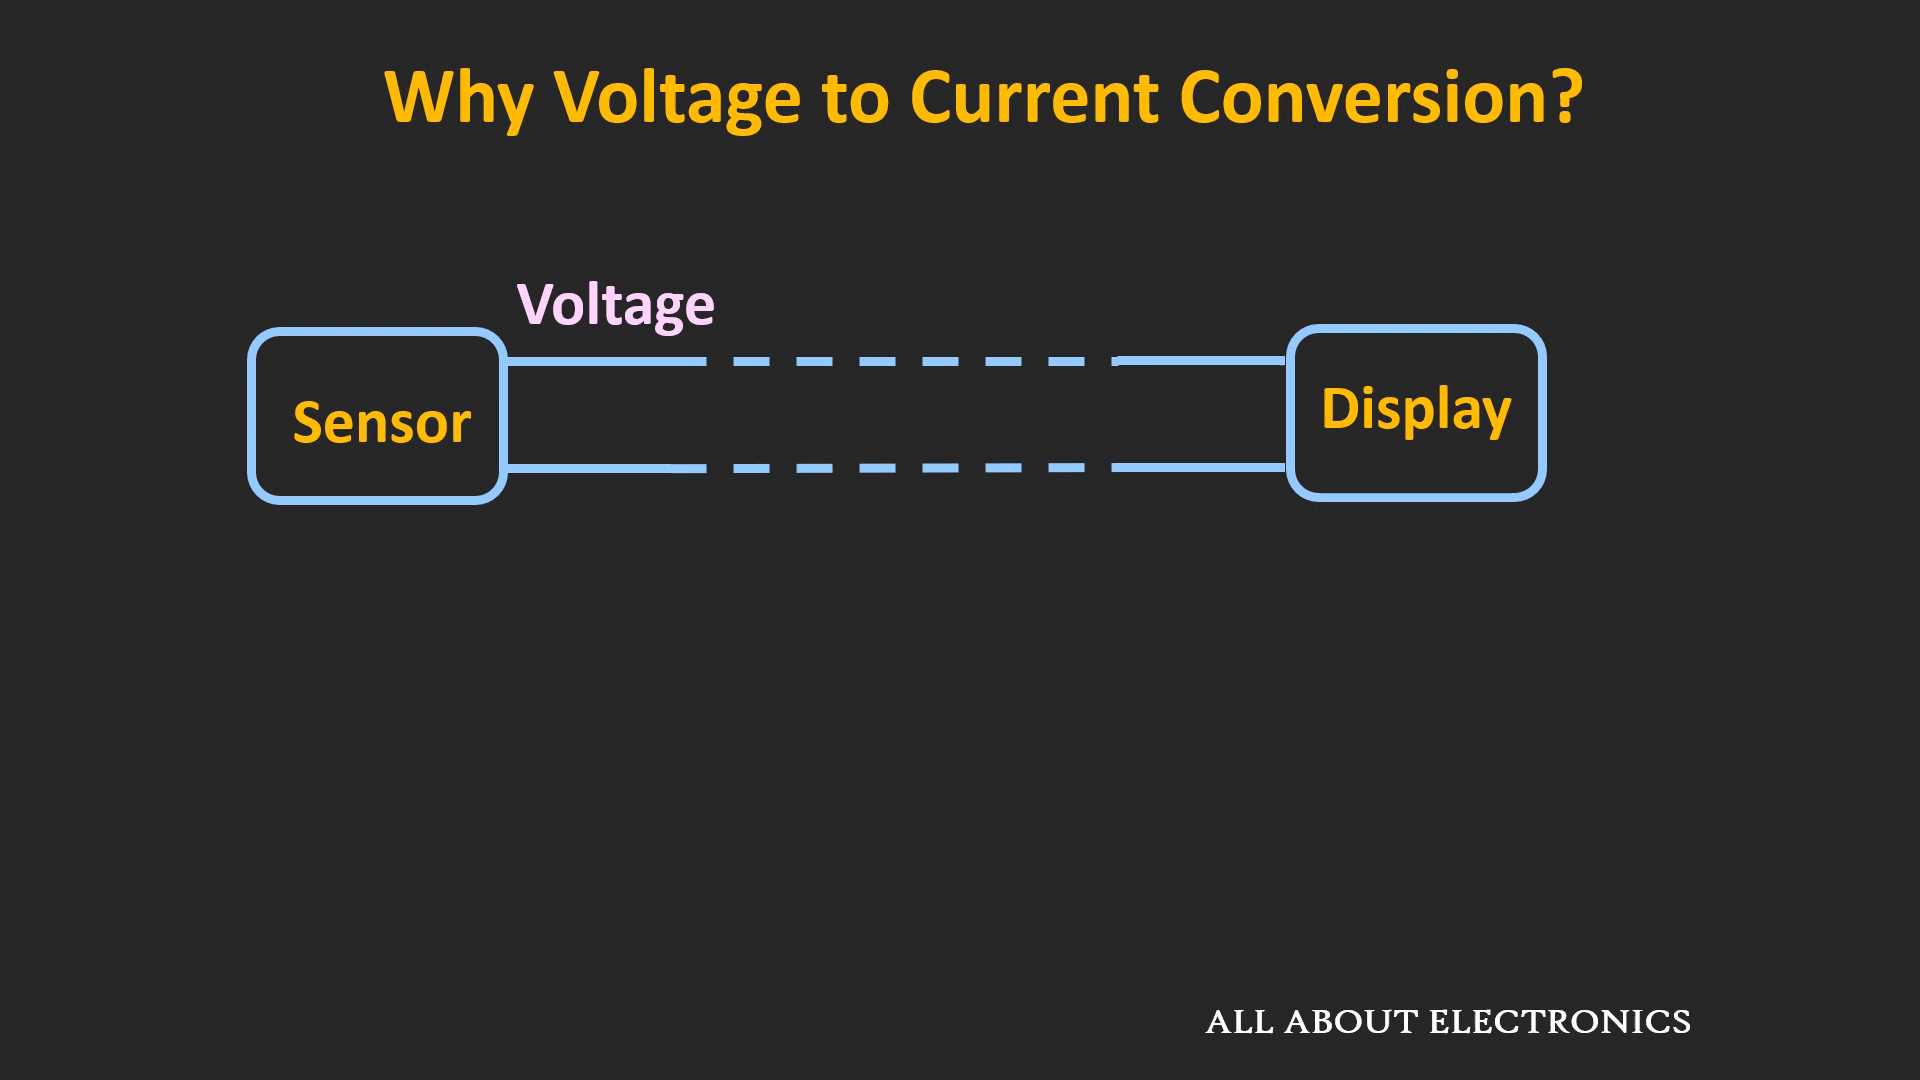 Why Voltage to Current Conversion?
Voltage
Sensor
Display
ALL ABOUT ELECTRONICS